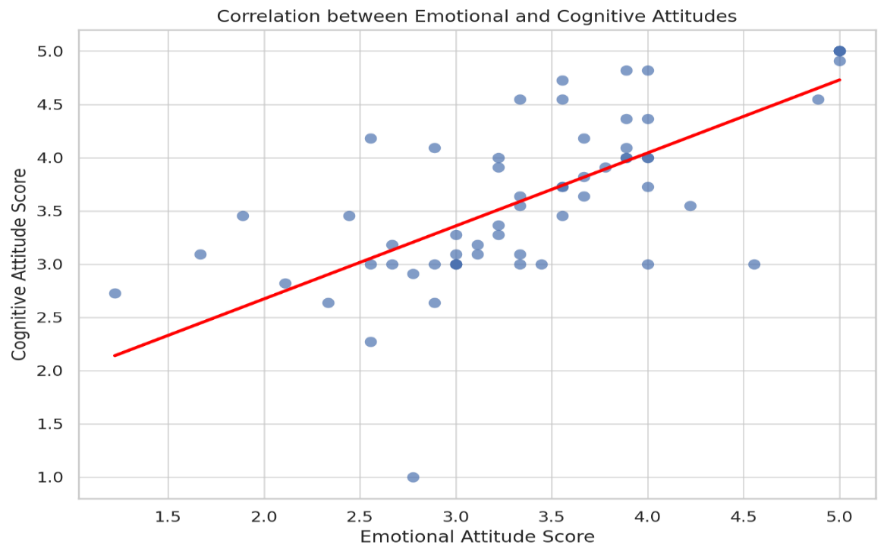 Correlation between Emotional and Cognitive Attitudes
Cognitive Attitude Score
5.0
4.5
4.0
3.5
3.0
2.5
2.0
1.5
1.0
1.5 2.0 2.5 3.0 3.5 4.0 4.5 5.0
Emotional Attitude Score